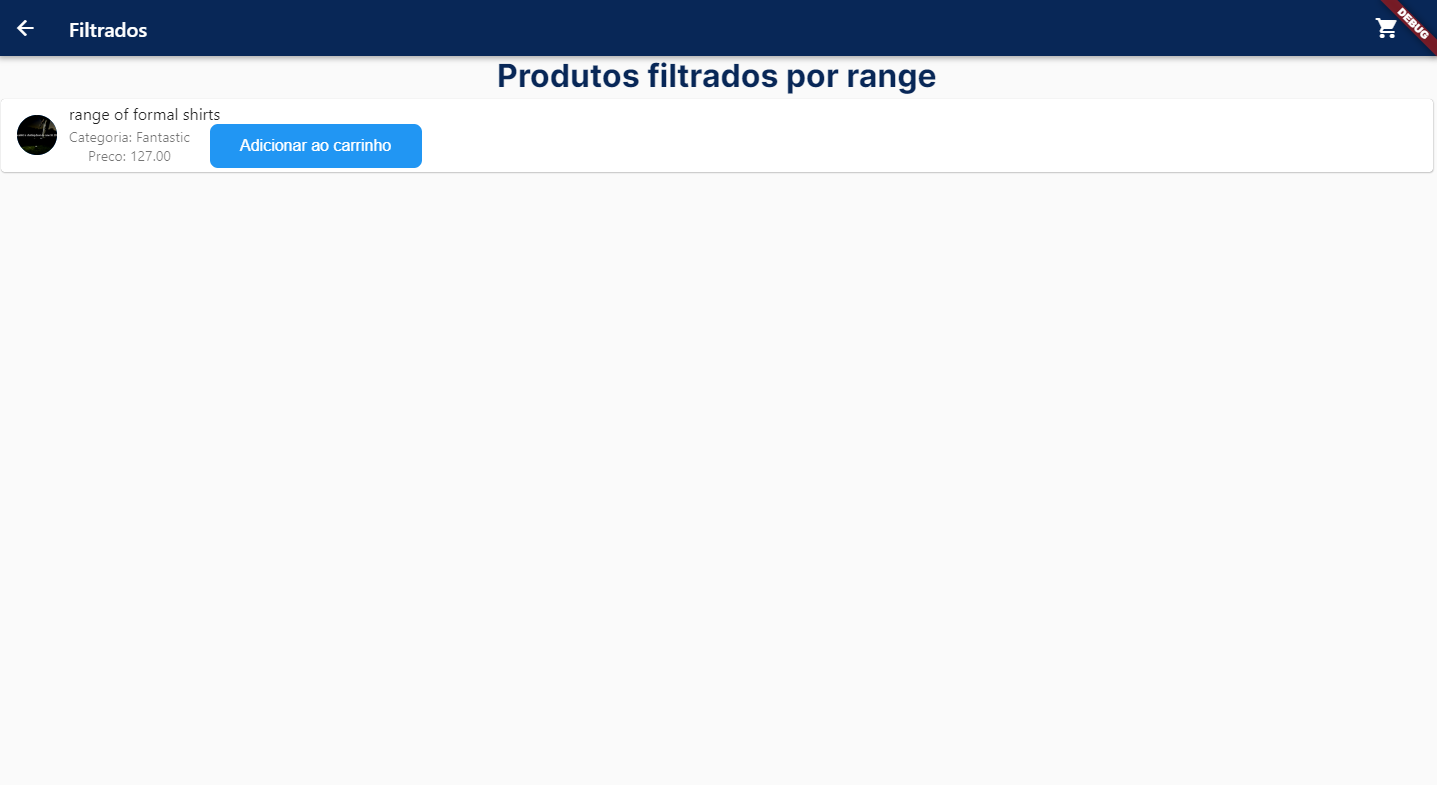 Filtrados
DEBUG
Produtos filtrados por range
range of formal shirts
Categoria: Fantastic
Preco: 127.00
Adicionar ao carrinho